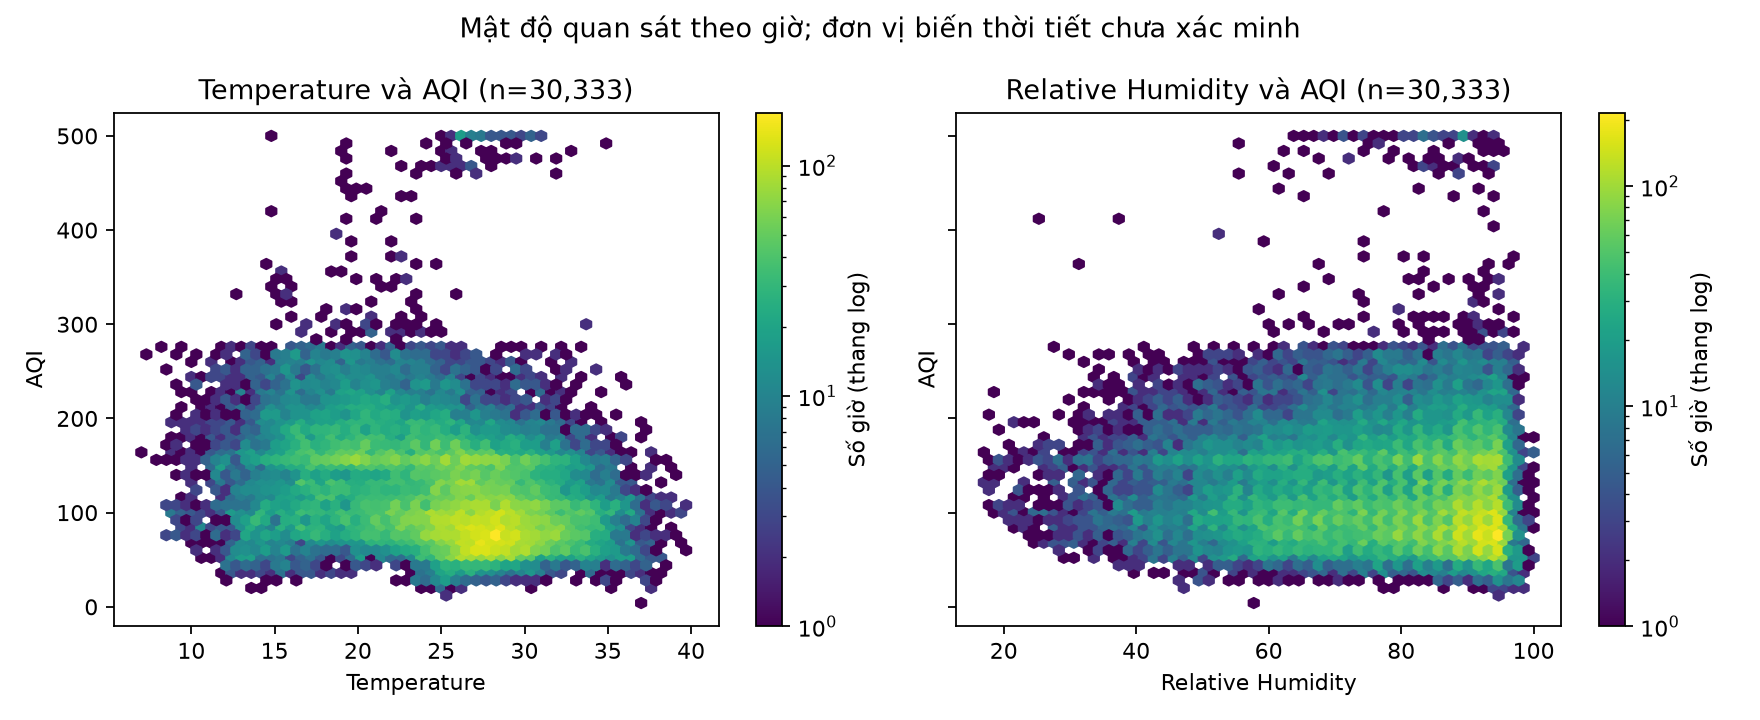 Mật độ quan sát theo giờ; đơn vị biến thời tiết chưa xác minh
Temperature và AQI (n=30,333)
AQI
500
400
300
200
100
0
10
15
20
25
30
35
40
Temperature
10²
10¹
10⁰
Số giờ (thang log)
Relative Humidity và AQI (n=30,333)
AQI
20
40
60
80
100
Relative Humidity
10²
10¹
10⁰
Số giờ (thang log)